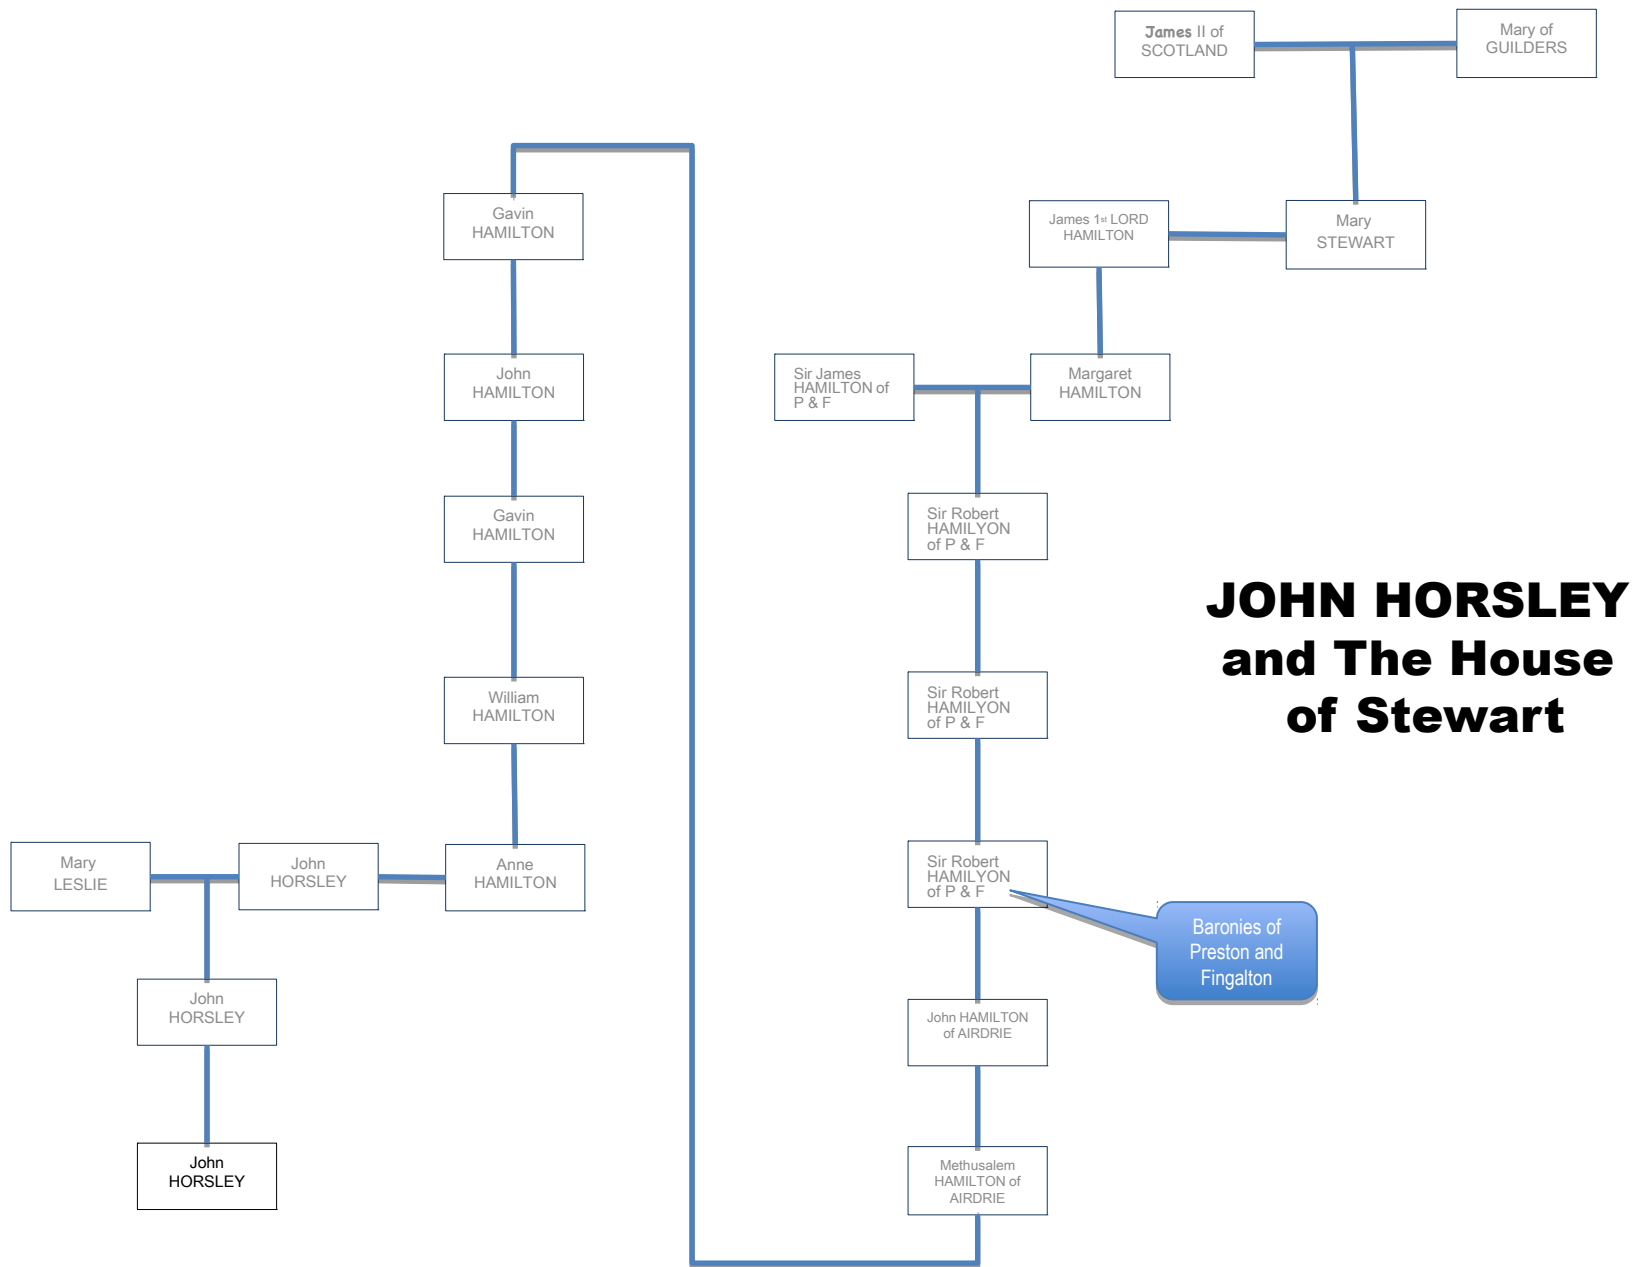 James II of
SCOTLAND
Mary of
GUILDERS
Gavin
HAMILTON
James 1st LORD
HAMILTON
Mary
STEWART
John
HAMILTON
Sir James
HAMILTON of
P & F
Margaret
HAMILTON
Gavin
HAMILTON
Sir Robert
HAMILYON
of P & F
JOHN HORSLEY
and The House
of Stewart
William
HAMILTON
Sir Robert
HAMILYON
of P & F
Mary
LESLIE
John
HORSLEY
Anne
HAMILTON
Sir Robert
HAMILYON
of P & F
Baronies of
Preston and
Fingalton
John
HORSLEY
John HAMILTON
of AIRDRIE
John
HORSLEY
Methusalem
HAMILTON of
AIRDRIE